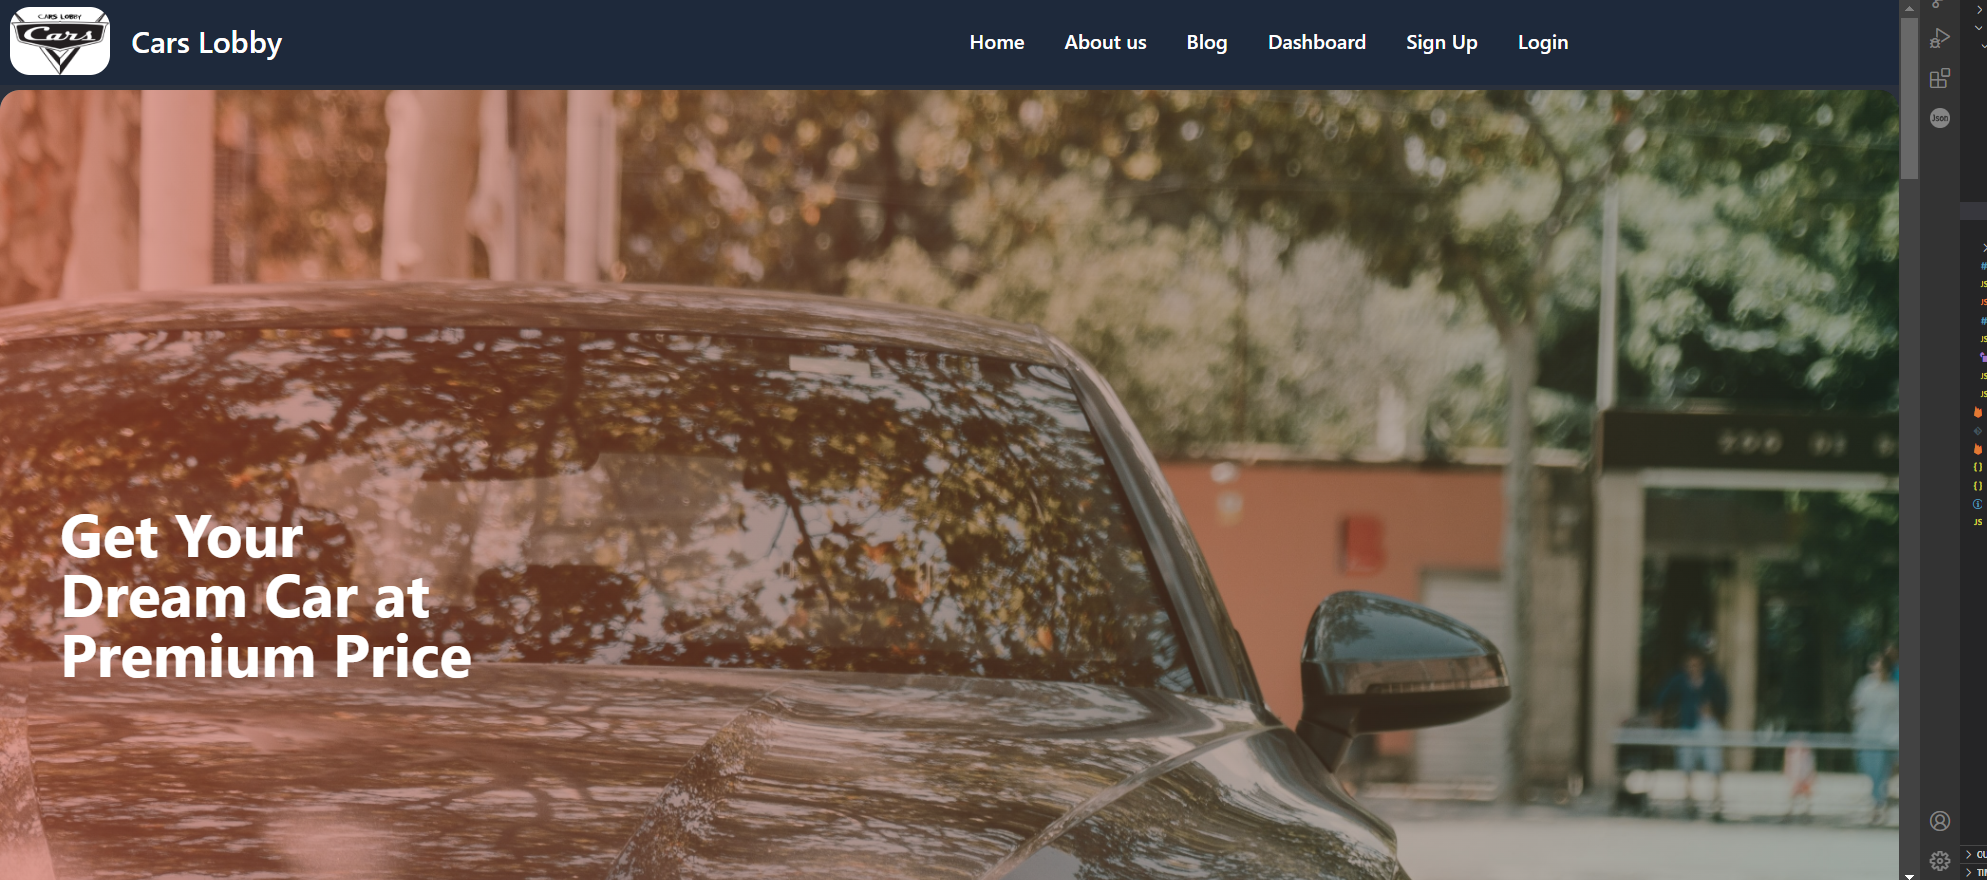 CARS LOBBY
Cars
Cars Lobby
Home About us Blog Dashboard Sign Up Login
Json
Get Your
Dream Car at
Premium Price